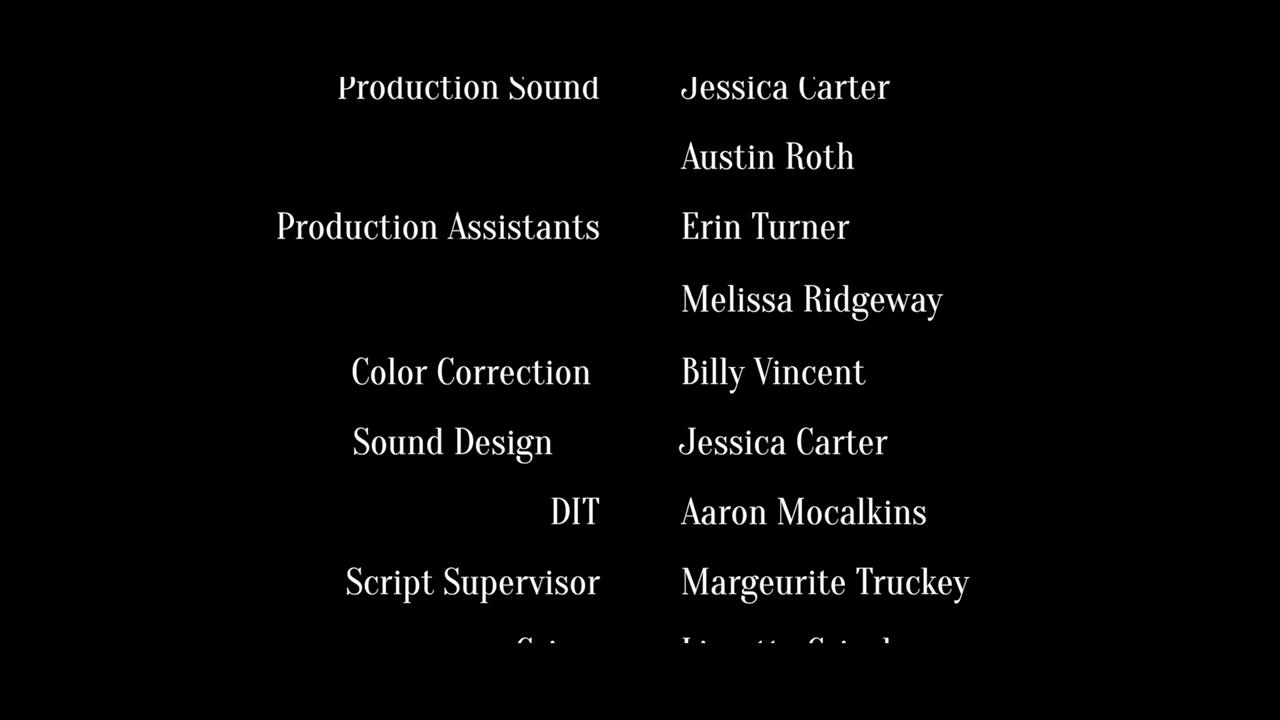 Production Sound Jessica Carter
Austin Roth
Production Assistants Erin Turner
Melissa Ridgeway
Color Correction Billy Vincent
Sound Design Jessica Carter
DIT Aaron Mocalkins
Script Supervisor Margeurite Truckey